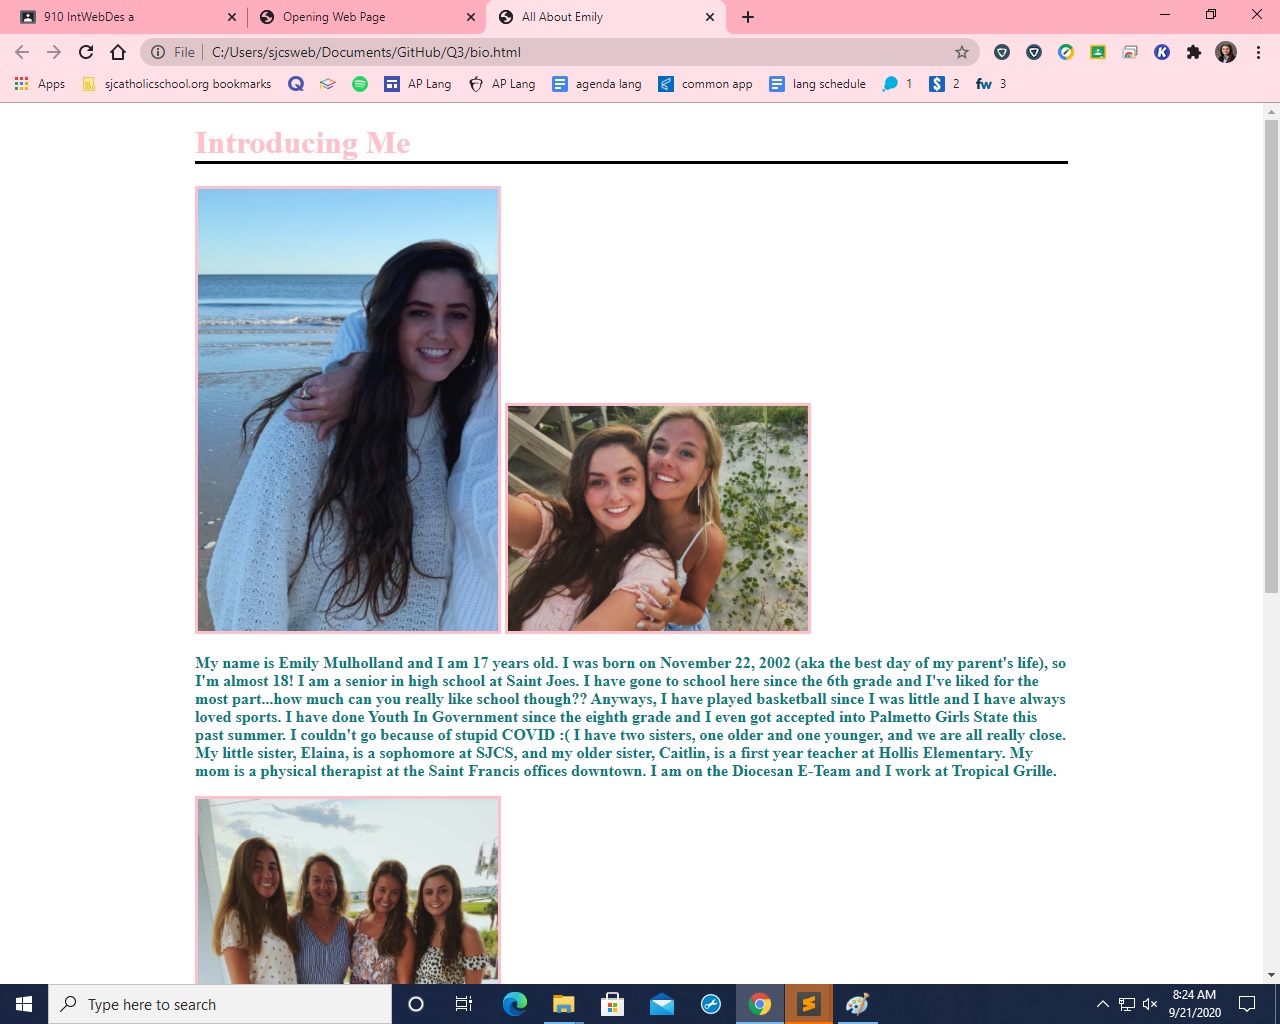 910 IntWebDes a
Opening Web Page
All About Emily
File
C:/Users/sjcsweb/Documents/GitHub/Q3/bio.html
Apps
sjcatholicschool.org bookmarks
AP Lang
AP Lang
agenda lang
common app
lang schedule
1
2
fw 3
Introducing Me
My name is Emily Mulholland and I am 17 years old. I was born on November 22, 2002 (aka the best day of my parent's life), so
I'm almost 18! I am a senior in high school at Saint Joes. I have gone to school here since the 6th grade and I've liked for the
most part...how much can you really like school though?? Anyways, I have played basketball since I was little and I have always
loved sports. I have done Youth In Government since the eighth grade and I even got accepted into Palmetto Girls State this
past summer. I couldn't go because of stupid COVID :( I have two sisters, one older and one younger, and we are all really close.
My little sister, Elaina, is a sophomore at SJCS, and my older sister, Caitlin, is a first year teacher at Hollis Elementary. My
mom is a physical therapist at the Saint Francis offices downtown. I am on the Diocesan E-Team and I work at Tropical Grille.
Type here to search
8:24 AM
9/21/2020